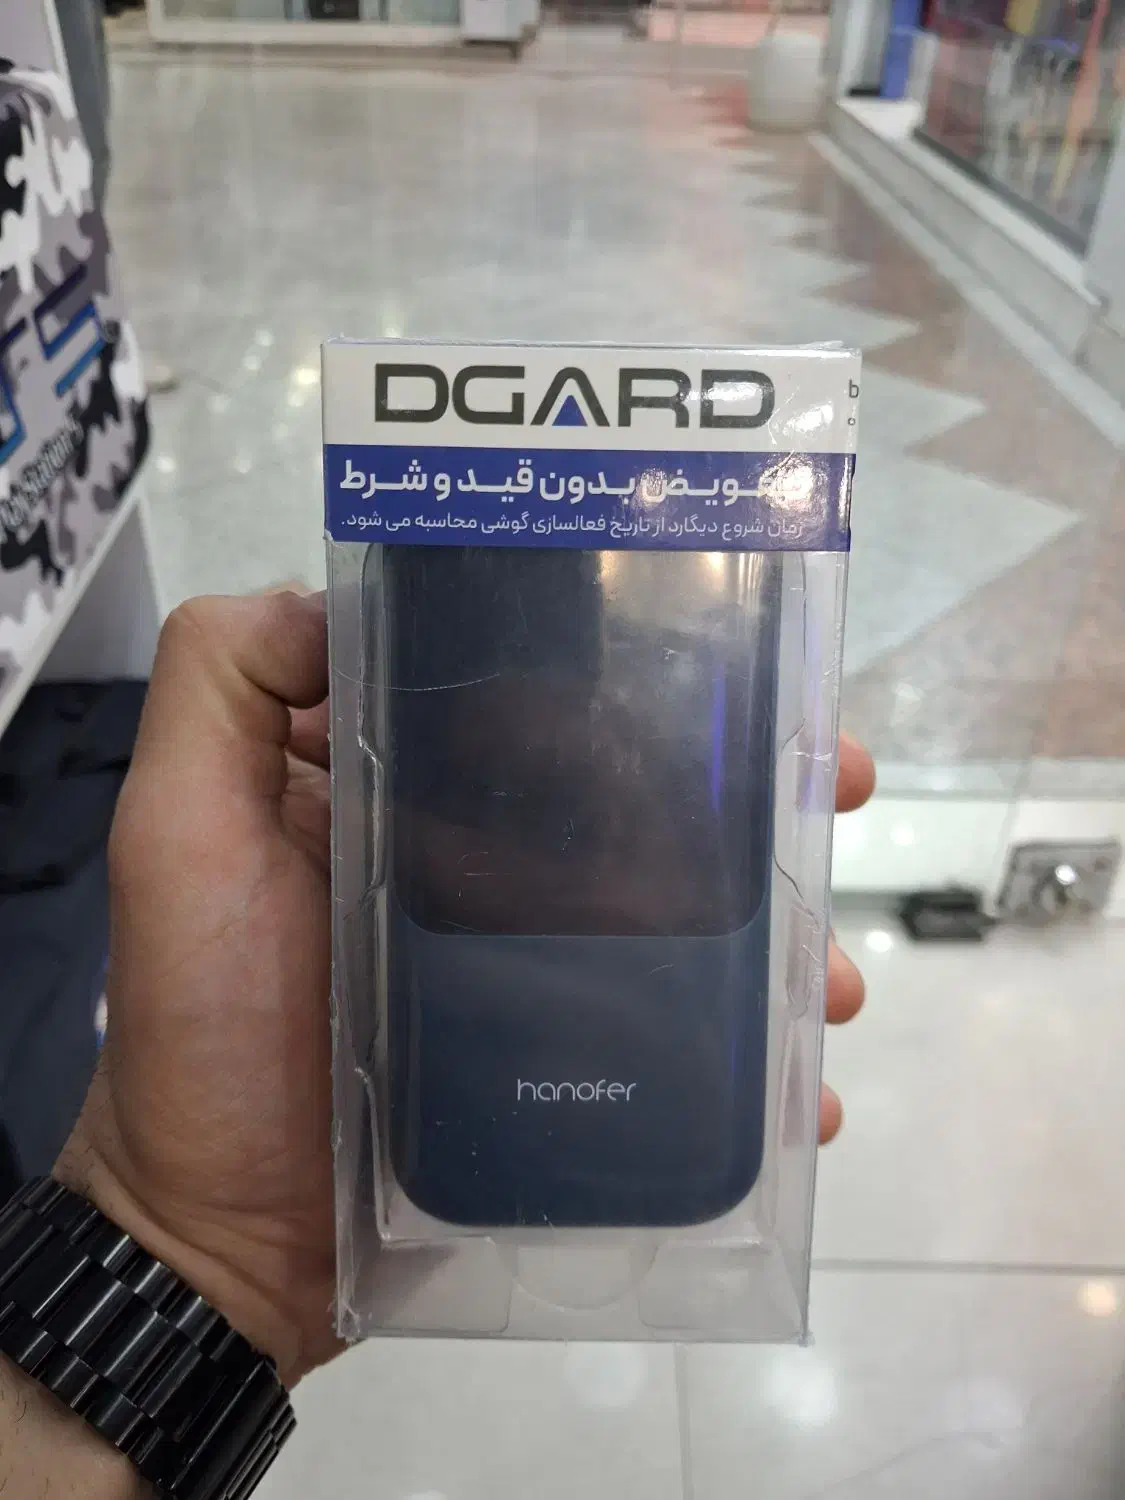 DGARD
تعویض بدون قید و شرط
زمان شروع دیگارد از تاریخ فعالسازی گوشی محاسبه می شود.
hanofer